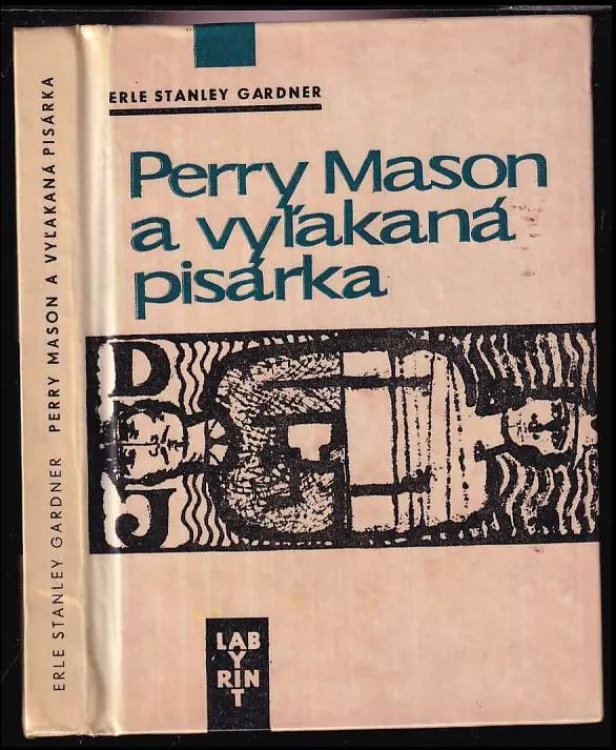 ERLE STANLEY GARDNER
Perry Mason
a vyľakaná
pisárka
D
J
LAB
Y
RIN
T
ERLE STANLEY GARDNER PERRY MASON A VYĽAKANÁ PISÁRKA